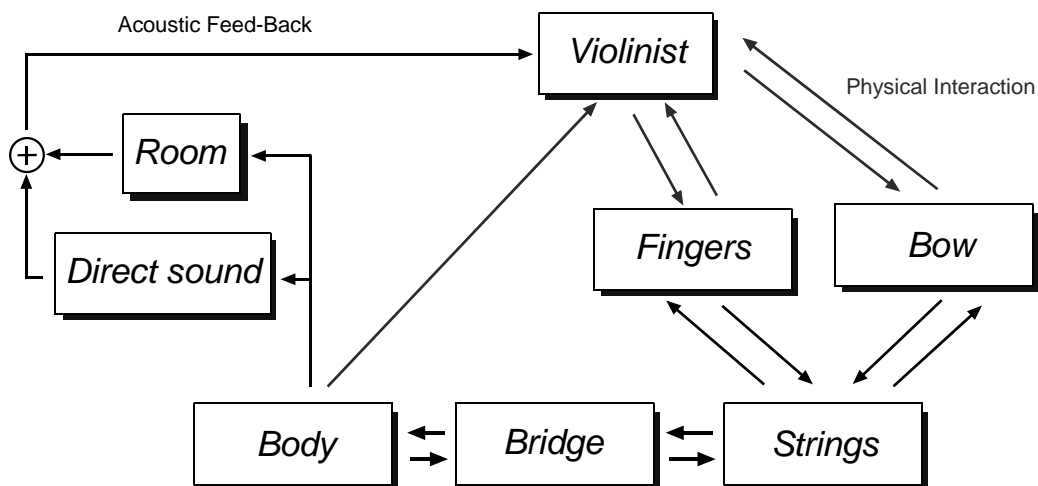 Acoustic Feed-Back
Violinist
Physical Interaction
+
Room
Direct sound
Fingers
Bow
Body
Bridge
Strings